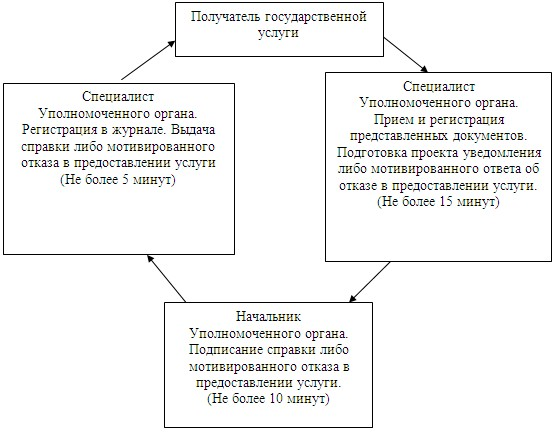 Получатель государственной
услуги
Специалист
Уполномоченного органа.
Регистрация в журнале. Выдача
справки либо мотивированного
отказа в предоставлении услуги
(Не более 5 минут)
Специалист
Уполномоченного органа.
Прием и регистрация
представленных документов.
Подготовка проекта уведомления
либо мотивированного ответа об
отказе в предоставлении услуги.
(Не более 15 минут)
Начальник
Уполномоченного органа.
Подписание справки либо
мотивированного отказа в
предоставлении услуги.
(Не более 10 минут)